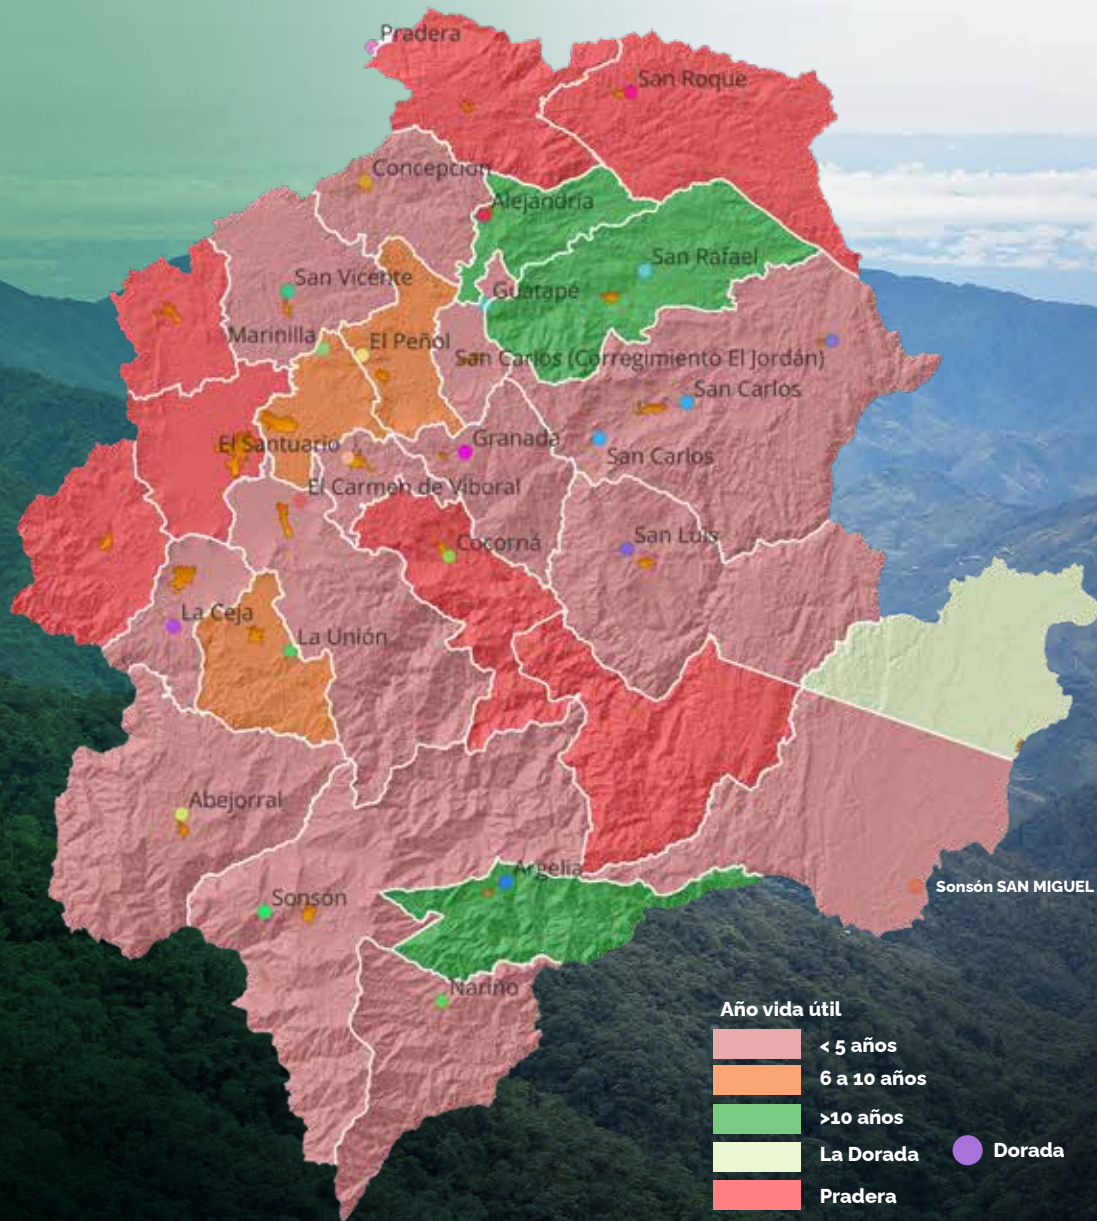 Pradera
San Roque
Concepción
Alejandría
San Rafael
San Vicente
Guatapé
Marinilla
El Peñol
San Carlos (Corregimiento El Jordán)
San Carlos
Granada
El Santuario
San Carlos
El Carmen de Viboral
Cocorná
San Luis
La Ceja
La Unión
Abejorral
Argelia
Sonsón
Sonsón SAN MIGUEL
Nariño
Año vida útil
< 5 años
6 a 10 años
>10 años
La Dorada
Dorada
Pradera